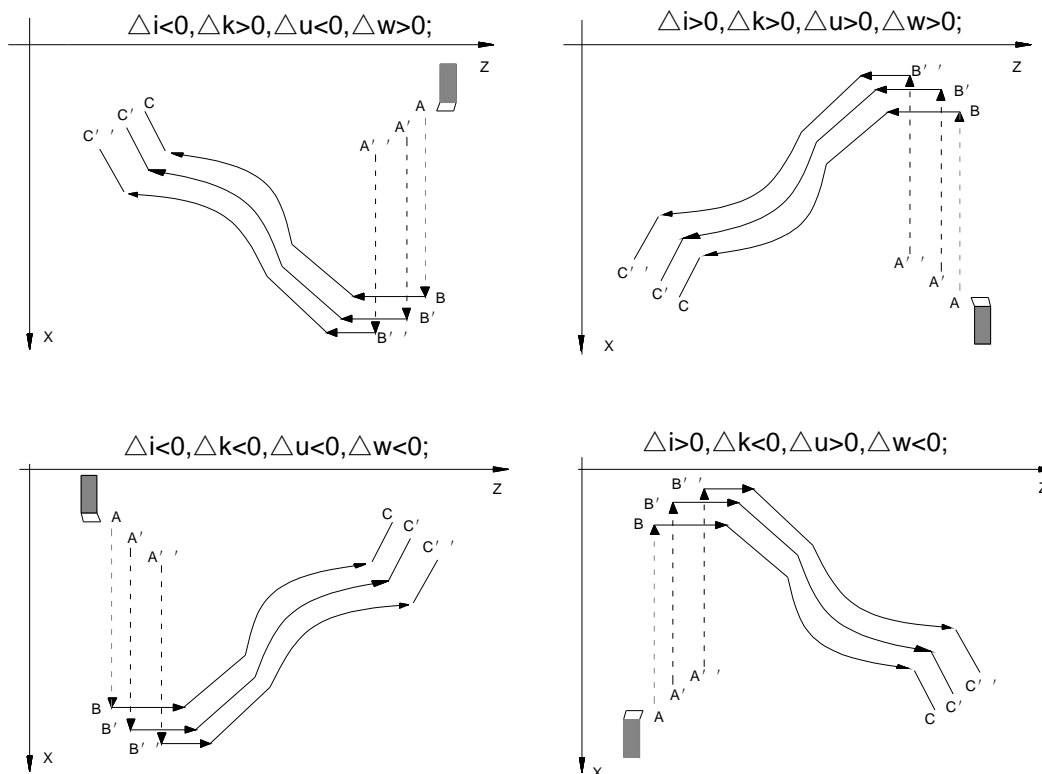 △i<0,△k>0,△u<0,△w>0;
Z
A
A′
A′ ′
C
C′
C′ ′
B
B′
B′ ′
X
△i>0,△k>0,△u>0,△w>0;
Z
B′ ′
B′
B
A′ ′
A′
A
C′ ′
C′
C
X
△i<0,△k<0,△u<0,△w<0;
Z
A
A′
A′ ′
C
C′
C′ ′
B
B′
B′ ′
X
△i>0,△k<0,△u>0,△w<0;
Z
B′ ′
B′
B
A′ ′
A′
A
C′ ′
C′
C
X